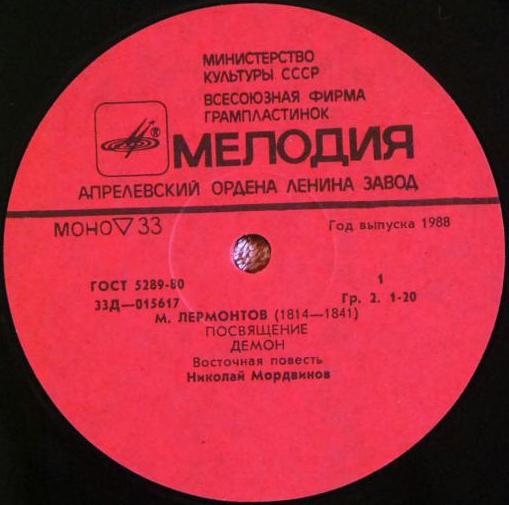 МИНИСТЕРСТВО
КУЛЬТУРЫ СССР
ВСЕСОЮЗНАЯ ФИРМА
ГРАМПЛАСТИНОК
® МЕЛОДИЯ
АПРЕЛЕВСКИЙ ОРДЕНА ЛЕНИНА ЗАВОД
МОНО ▽ 33
Год выпуска 1988
ГОСТ 5289-80
1
33Д—015617
Гр. 2. 1-20
М. ЛЕРМОНТОВ (1814—1841)
ПОСВЯЩЕНИЕ
ДЕМОН
Восточная повесть
Николай Мордвинов